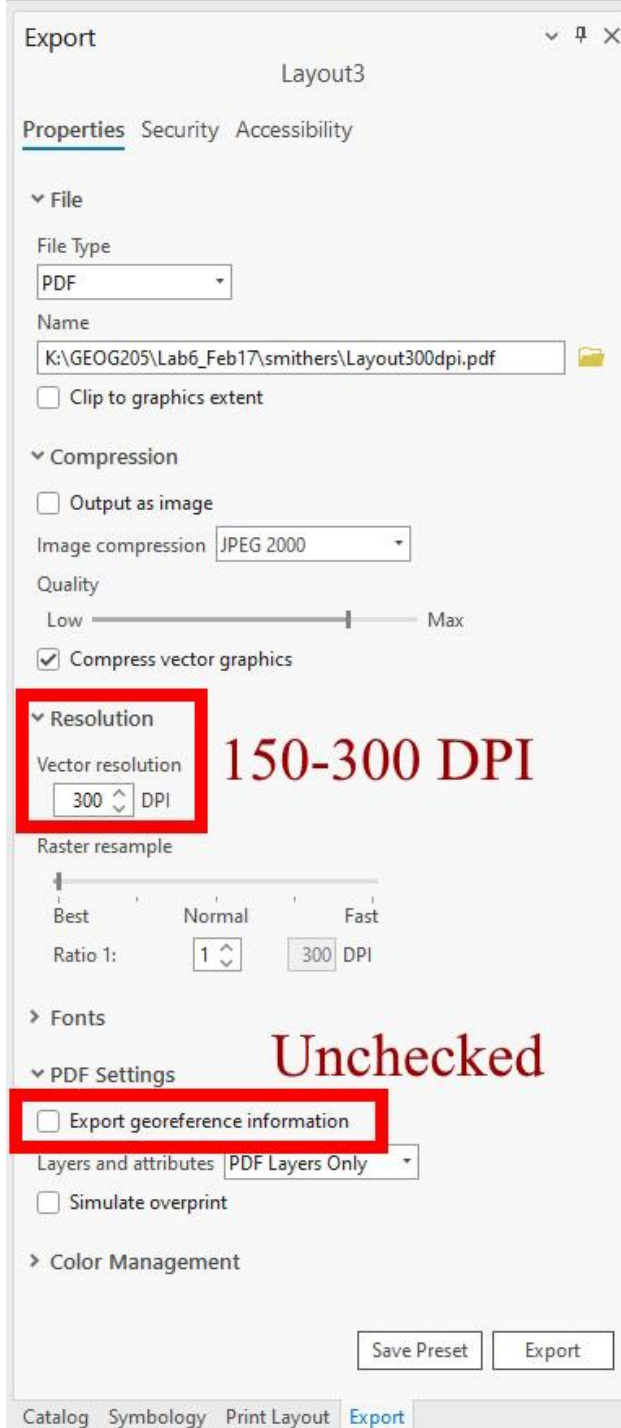 Export
Layout3
Properties Security Accessibility
File
File Type
PDF
Name
K:\GEOG205\Lab6_Feb17\smithers\Layout300dpi.pdf
Clip to graphics extent
Compression
Output as image
Image compression JPEG 2000
Quality
Low Max
Compress vector graphics
Resolution
150-300 DPI
Vector resolution
300 DPI
Raster resample
Best Normal Fast
Ratio 1: 1 300 DPI
Fonts
Unchecked
PDF Settings
Export georeference information
Layers and attributes PDF Layers Only
Simulate overprint
Color Management
Save Preset Export
Catalog Symbology Print Layout Export